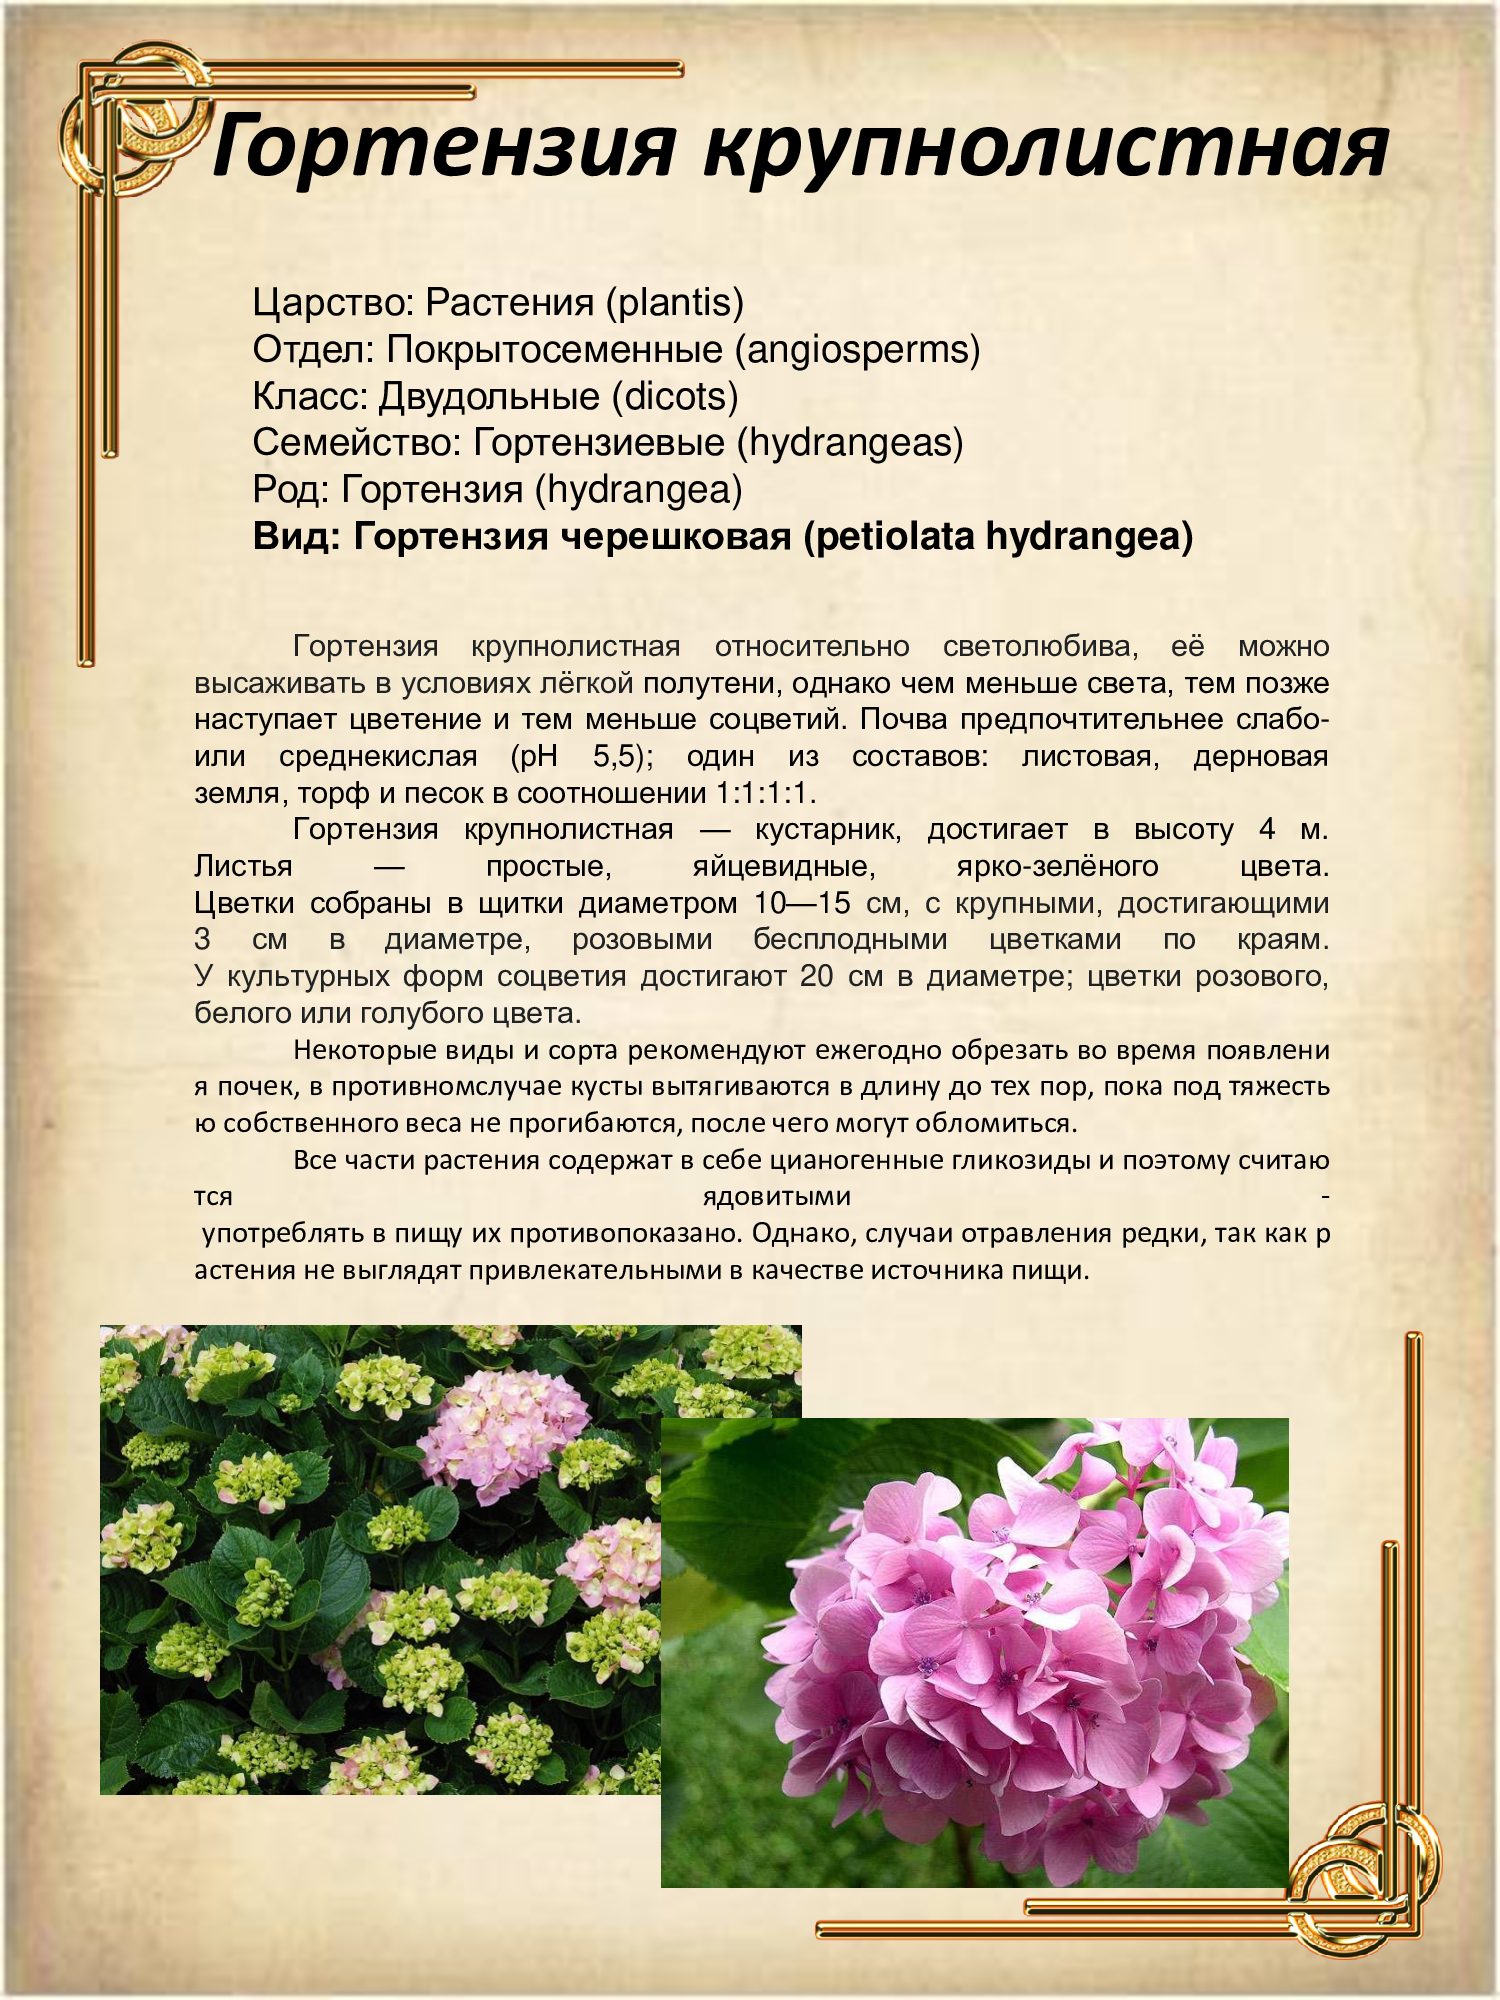 Гортензия крупнолистная
Царство: Растения (plantis)
Отдел: Покрытосеменные (angiosperms)
Класс: Двудольные (dicots)
Семейство: Гортензиевые (hydrangeas)
Род: Гортензия (hydrangea)
Вид: Гортензия черешковая (petiolata hydrangea)
Гортензия крупнолистная относительно светолюбива, её можно
высаживать в условиях лёгкой полутени, однако чем меньше света, тем позже
наступает цветение и тем меньше соцветий. Почва предпочтительнее слабо-
или среднекислая (pH 5,5); один из составов: листовая, дерновая
земля, торф и песок в соотношении 1:1:1:1.
Гортензия крупнолистная — кустарник, достигает в высоту 4 м.
Листья — простые, яйцевидные, ярко-зелёного цвета.
Цветки собраны в щитки диаметром 10—15 см, с крупными, достигающими
3 см в диаметре, розовыми бесплодными цветками по краям.
У культурных форм соцветия достигают 20 см в диаметре; цветки розового,
белого или голубого цвета.
Некоторые виды и сорта рекомендуют ежегодно обрезать во время появлени
я почек, в противномслучае кусты вытягиваются в длину до тех пор, пока под тяжесть
ю собственного веса не прогибаются, после чего могут обломиться.
Все части растения содержат в себе цианогенные гликозиды и поэтому считаю
тся ядовитыми -
употреблять в пищу их противопоказано. Однако, случаи отравления редки, так как р
астения не выглядят привлекательными в качестве источника пищи.